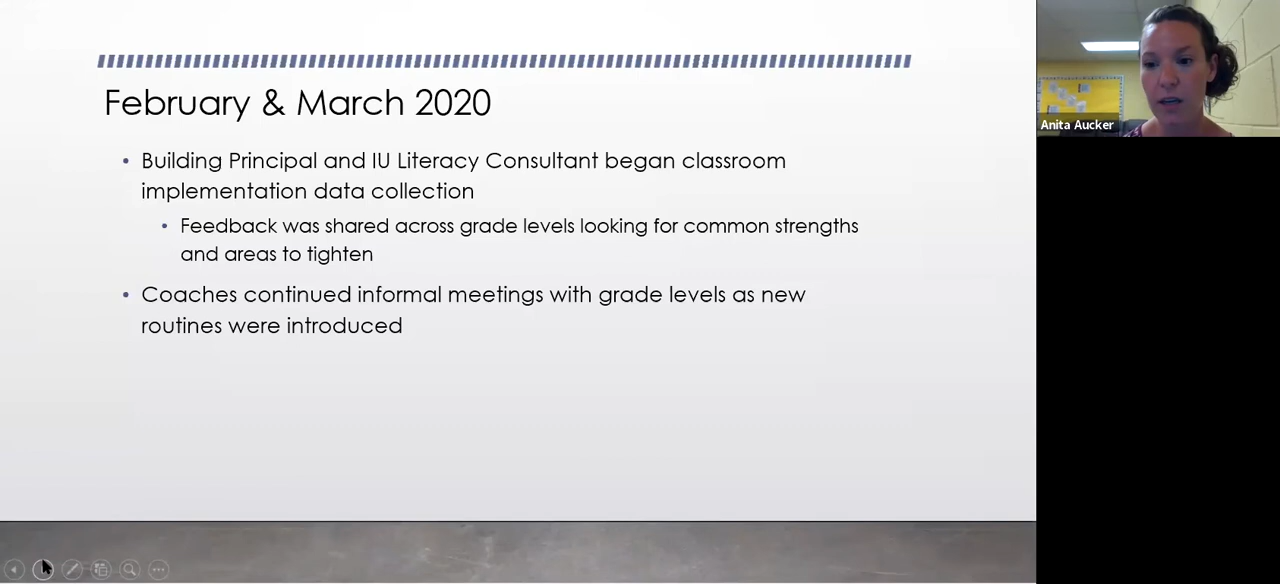 February & March 2020
• Building Principal and IU Literacy Consultant began classroom
implementation data collection
• Feedback was shared across grade levels looking for common strengths
and areas to tighten
• Coaches continued informal meetings with grade levels as new
routines were introduced
Anita Aucker